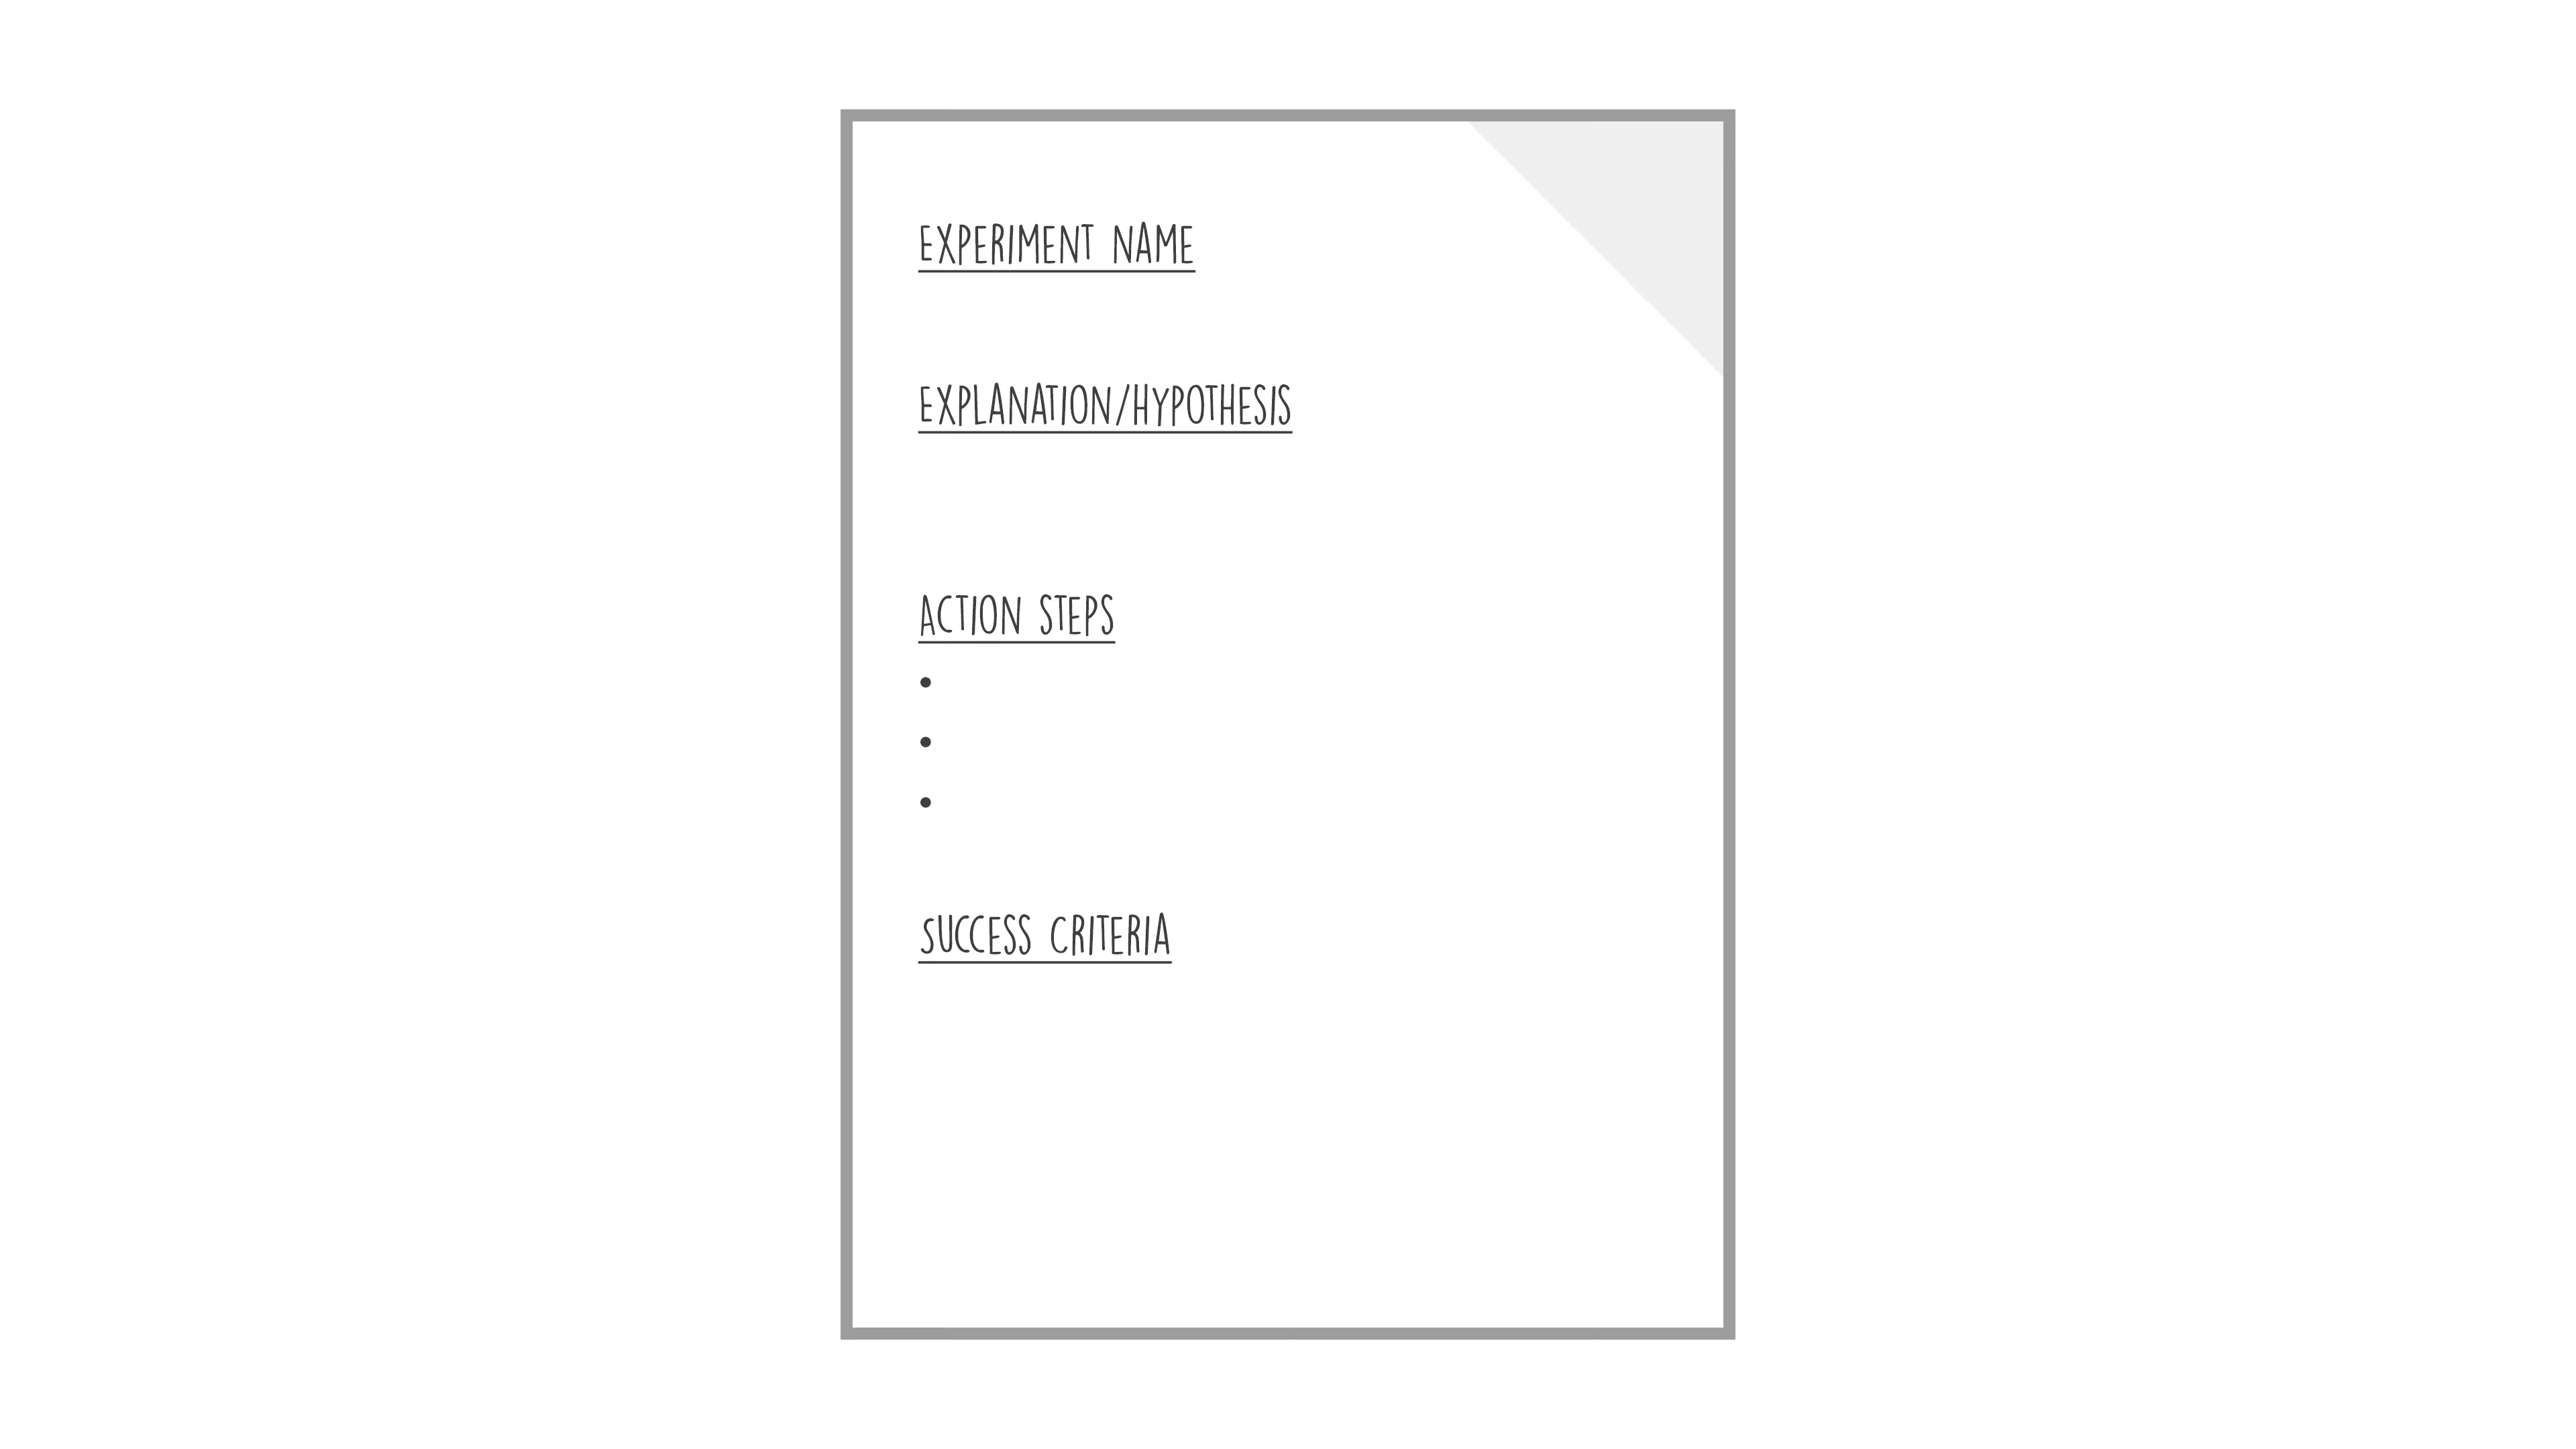 EXPERIMENT NAME
EXPLANATION/HYPOTHESIS
ACTION STEPS
•
•
•
SUCCESS CRITERIA